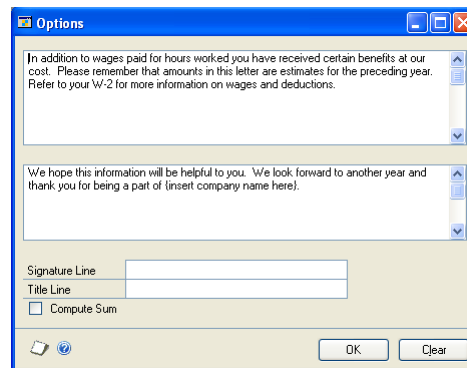 Options
In addition to wages paid for hours worked you have received certain benefits at our
cost.  Please remember that amounts in this letter are estimates for the preceding year.
Refer to your W-2 for more information on wages and deductions.
We hope this information will be helpful to you.  We look forward to another year and
thank you for being a part of {insert company name here}.
Signature Line
Title Line
Compute Sum
OK
Clear